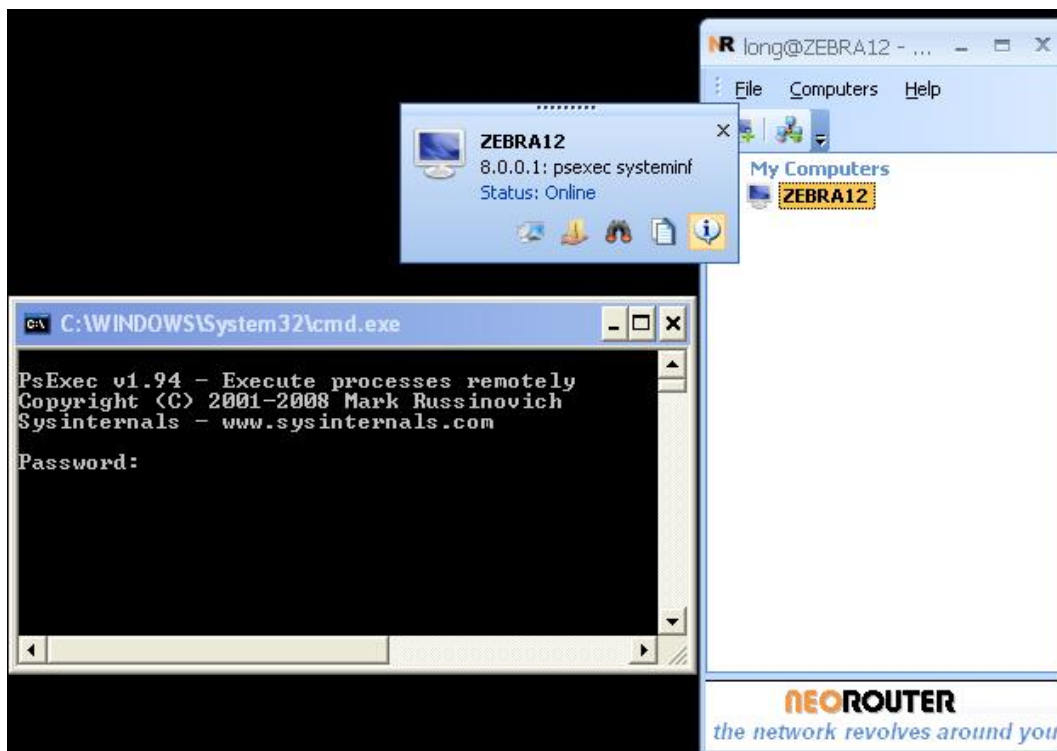 NR long@ZEBRA12 - ...
File Computers Help
ZEBRA12
8.0.0.1: psexec systeminf
Status: Online
My Computers
ZEBRA12
C:\WINDOWS\System32\cmd.exe
PsExec v1.94 - Execute processes remotely
Copyright (C) 2001-2008 Mark Russinovich
Sysinternals - www.sysinternals.com
Password:
NEOROUTER
the network revolves around you